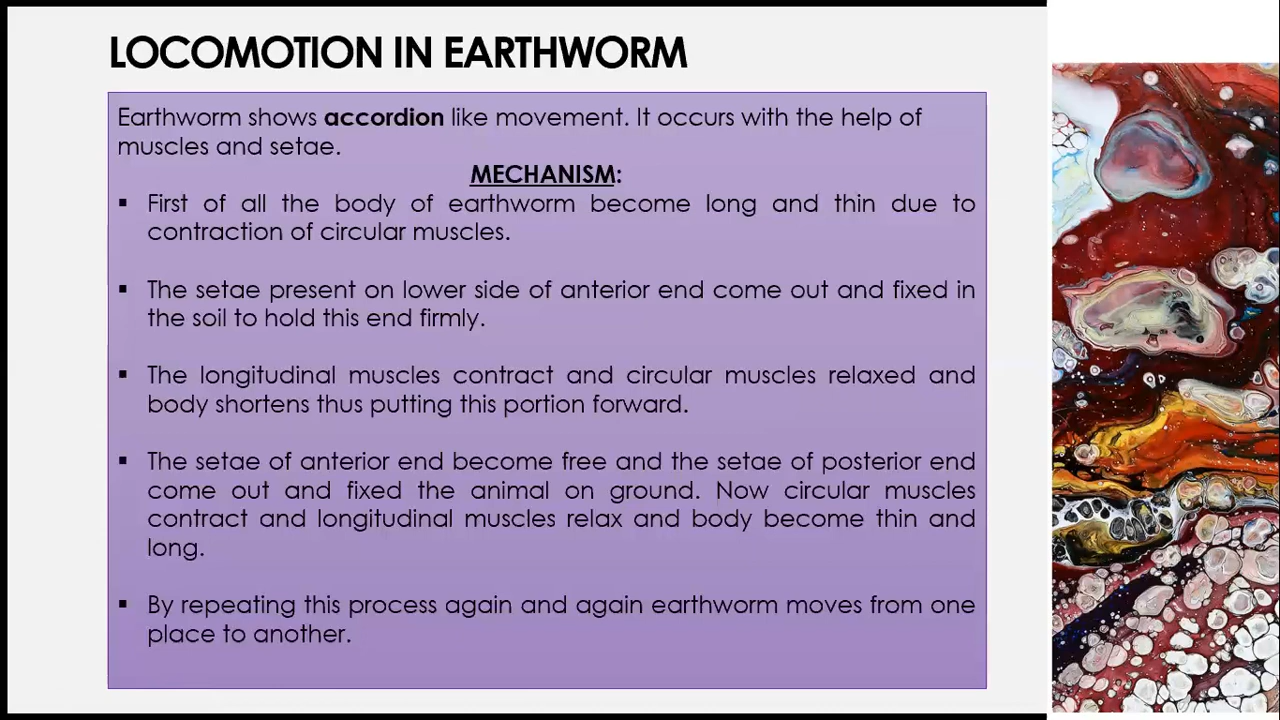 LOCOMOTION IN EARTHWORM
Earthworm shows accordion like movement. It occurs with the help of
muscles and setae.
MECHANISM:
▪ First of all the body of earthworm become long and thin due to
contraction of circular muscles.
▪ The setae present on lower side of anterior end come out and fixed in
the soil to hold this end firmly.
▪ The longitudinal muscles contract and circular muscles relaxed and
body shortens thus putting this portion forward.
▪ The setae of anterior end become free and the setae of posterior end
come out and fixed the animal on ground. Now circular muscles
contract and longitudinal muscles relax and body become thin and
long.
▪ By repeating this process again and again earthworm moves from one
place to another.